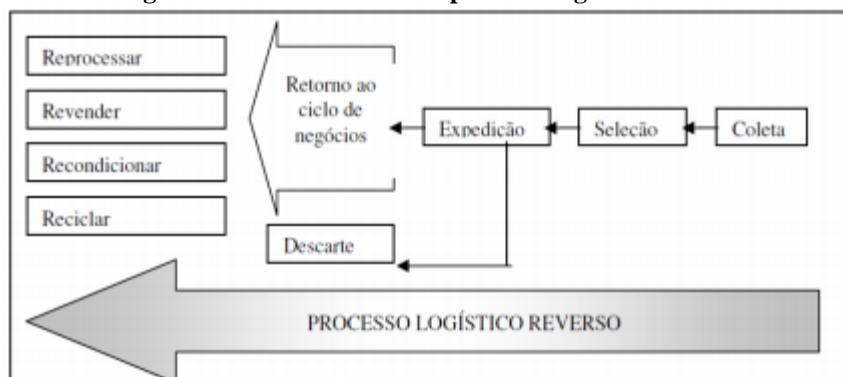 Reprocessar
Revender
Recondicionar
Reciclar
Retorno ao
ciclo de
negócios
Expedição
Seleção
Coleta
Descarte
PROCESSO LOGÍSTICO REVERSO